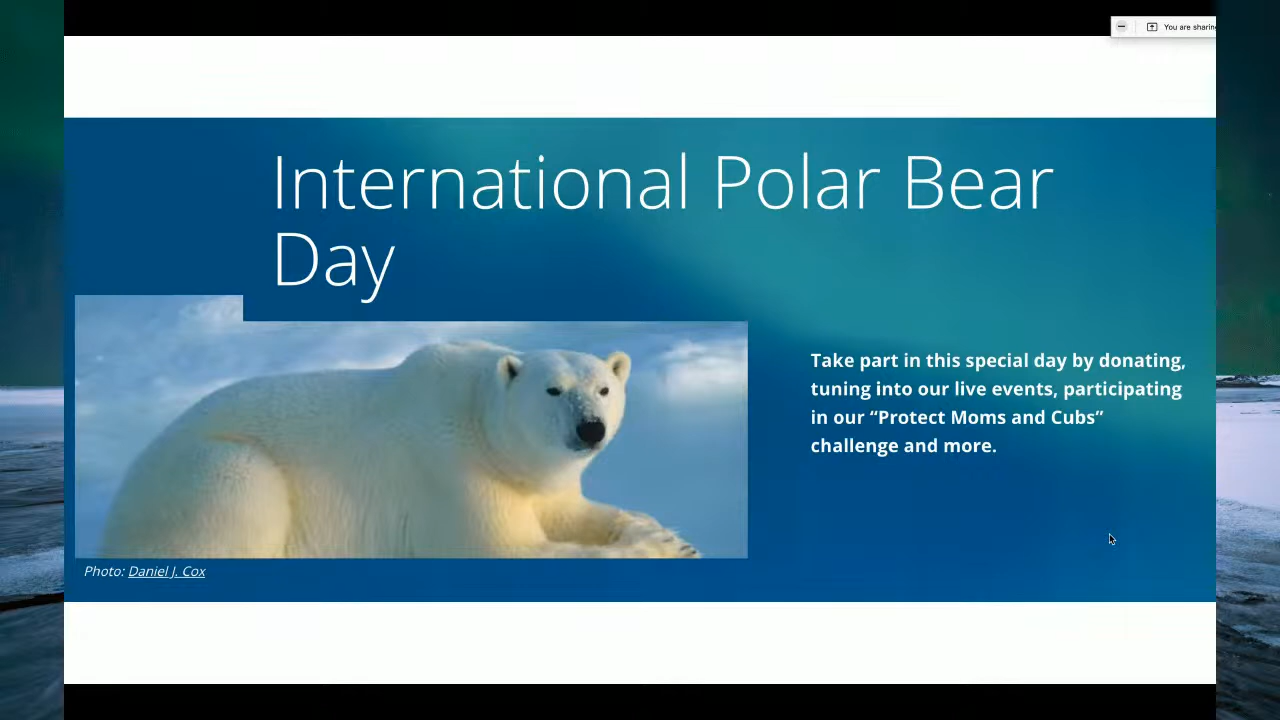 You are sharing
International Polar Bear
Day
Take part in this special day by donating,
tuning into our live events, participating
in our “Protect Moms and Cubs”
challenge and more.
Photo: Daniel J. Cox